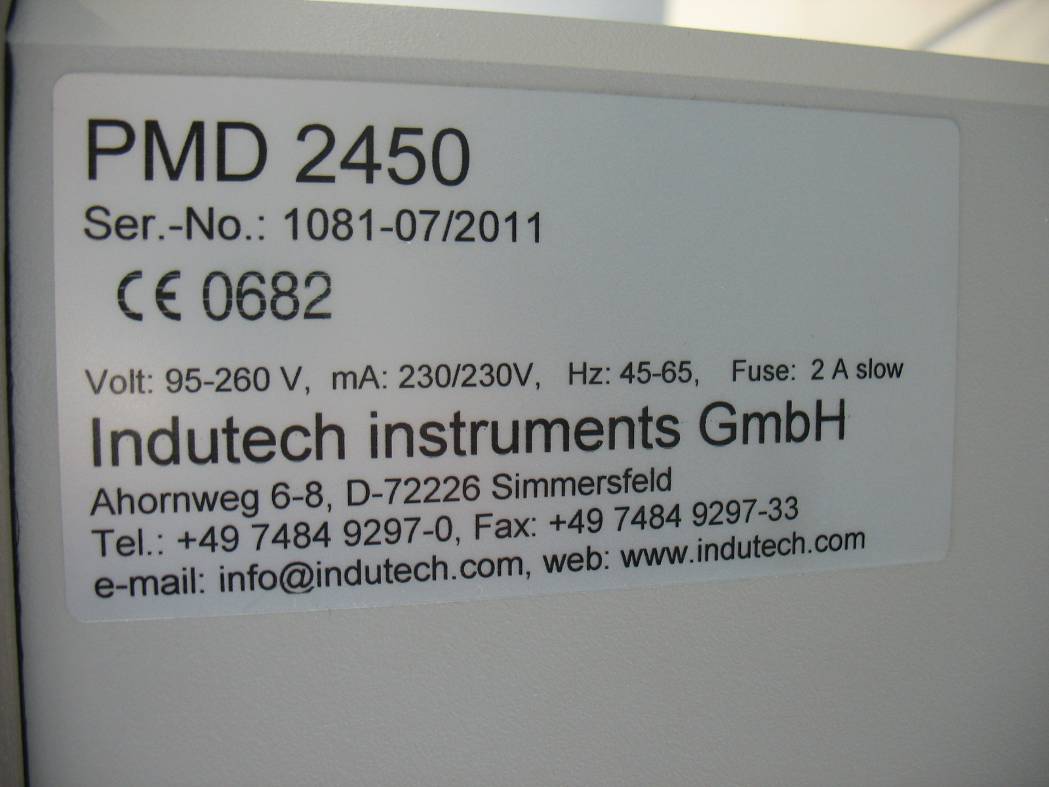 PMD 2450
Ser.-No.: 1081-07/2011
CE 0682
Volt: 95-260 V, mA: 230/230V, Hz: 45-65, Fuse: 2 A slow
Indutech instruments GmbH
Ahornweg 6-8, D-72226 Simmersfeld
Tel.: +49 7484 9297-0, Fax: +49 7484 9297-33
e-mail: info@indutech.com, web: www.indutech.com